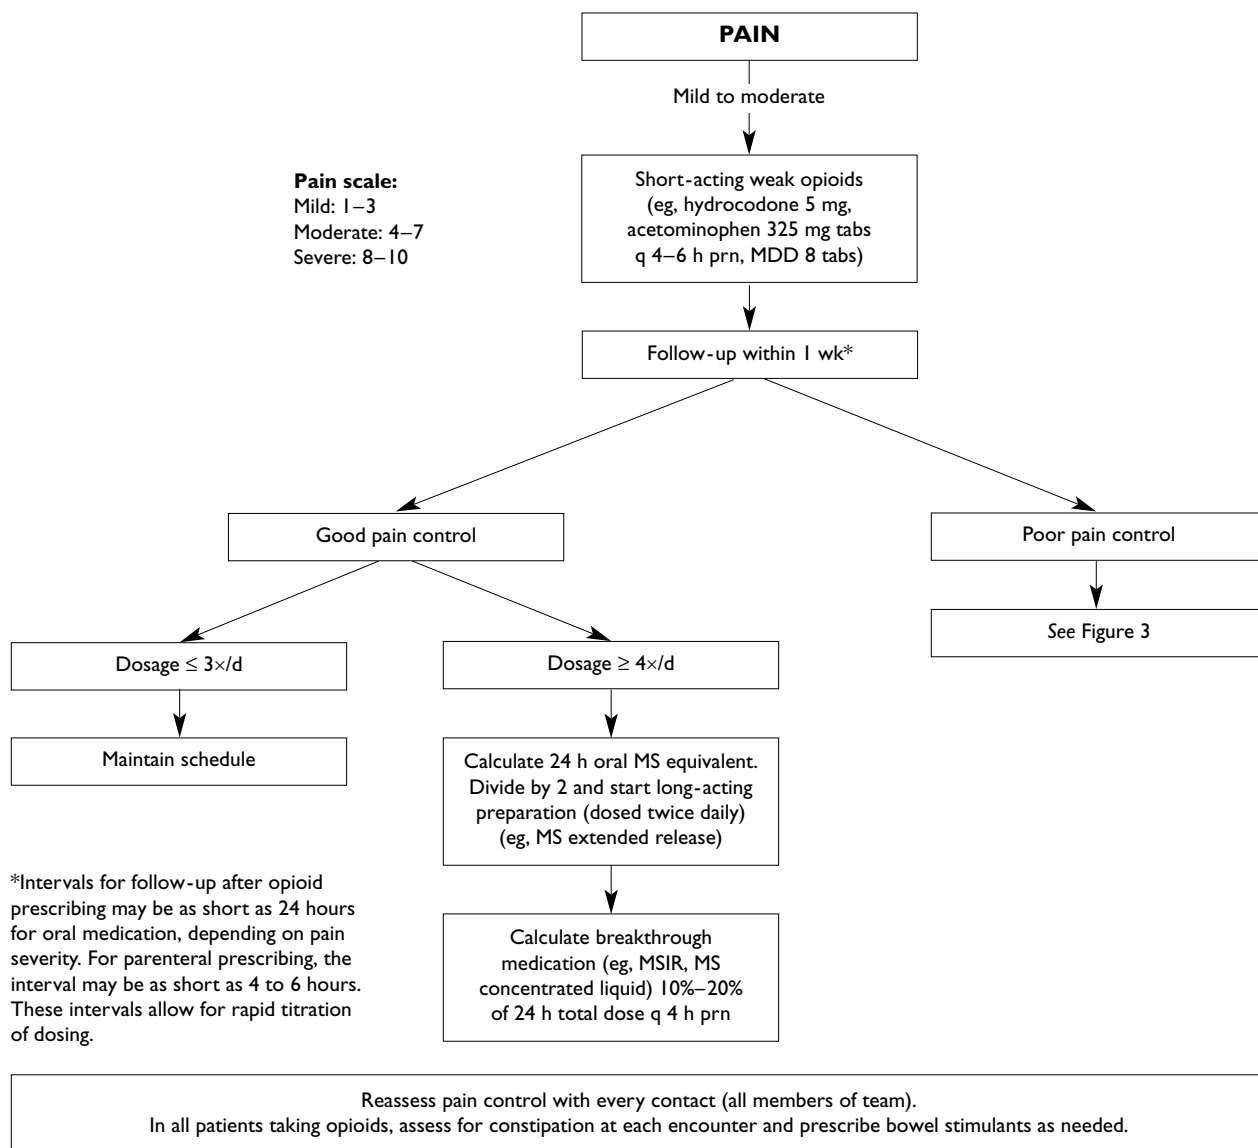 PAIN
Mild to moderate
Pain scale:
Mild: 1–3
Moderate: 4–7
Severe: 8–10
Short-acting weak opioids
(eg, hydrocodone 5 mg,
acetominophen 325 mg tabs
q 4–6 h prn, MDD 8 tabs)
Follow-up within 1 wk*
Good pain control
Poor pain control
See Figure 3
Dosage ≤ 3×/d
Dosage ≥ 4×/d
Maintain schedule
Calculate 24 h oral MS equivalent.
Divide by 2 and start long-acting
preparation (dosed twice daily)
(eg, MS extended release)
*Intervals for follow-up after opioid
prescribing may be as short as 24 hours
for oral medication, depending on pain
severity. For parenteral prescribing, the
interval may be as short as 4 to 6 hours.
These intervals allow for rapid titration
of dosing.
Calculate breakthrough
medication (eg, MSIR, MS
concentrated liquid) 10%–20%
of 24 h total dose q 4 h prn
Reassess pain control with every contact (all members of team).
In all patients taking opioids, assess for constipation at each encounter and prescribe bowel stimulants as needed.